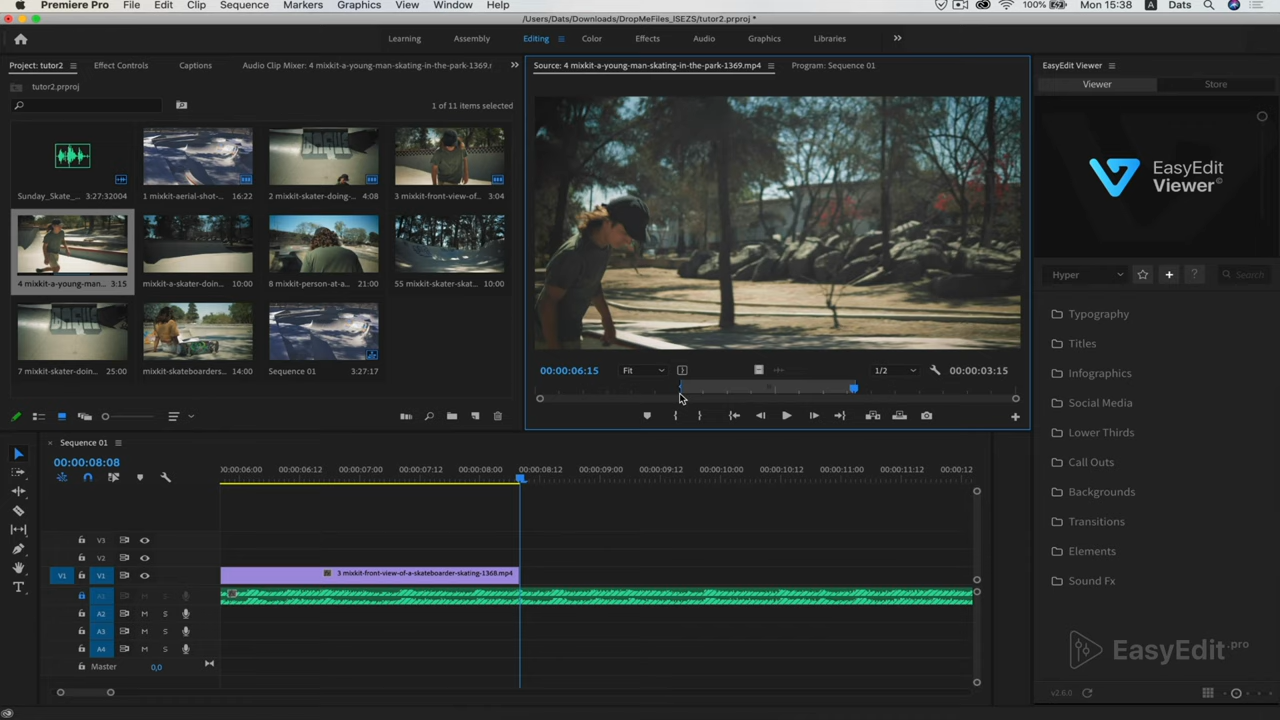 Premiere Pro File Edit Clip Sequence Markers Graphics View Window Help 100% Mon 15:38 A Dats
/Users/Dats/Downloads/DropMeFiles_ISEZS/tutor2.prproj *
Learning Assembly Editing Color Effects Audio Graphics Libraries
Project: tutor2 Effect Controls Captions Audio Clip Mixer: 4 mixkit-a-young-man-skating-in-the-park-1369.r
Source: 4 mixkit-a-young-man-skating-in-the-park-1369.mp4 Program: Sequence 01
EasyEdit Viewer
tutor2.prproj
Viewer Store
1 of 11 items selected
EasyEdit
Viewer©
Sunday_Skate_... 3:27:32004 1 mixkit-aerial-shot-... 16:22 2 mixkit-skater-doing-... 4:08 3 mixkit-front-view-of... 3:04
4 mixkit-a-young-man... 3:15 mixkit-a-skater-doin... 10:00 8 mixkit-person-at-a... 21:00 55 mixkit-skater-skat... 10:00
7 mixkit-skater-doin... 25:00 mixkit-skateboarders... 14:00 Sequence 01 3:27:17
00:00:06:15 Fit 1/2 00:00:03:15
Hyper + ? Search
Typography
Titles
Infographics
Social Media
Lower Thirds
Call Outs
Backgrounds
Transitions
Elements
Sound Fx
EasyEdit.pro
v2.6.0
× Sequence 01
00:00:08:08
:00:00:06:00 00:00:06:12 00:00:07:00 00:00:07:12 00:00:08:00 00:00:08:12 00:00:09:00 00:00:09:12 00:00:10:00 00:00:10:12 00:00:11:00 00:00:11:12 00:00:12
V3
V2
V1 V1 3 mixkit-front-view-of-a-skateboarder-skating-1368.mp4
M S
A2 M S
A3 M S
A4 M S
Master 0,0